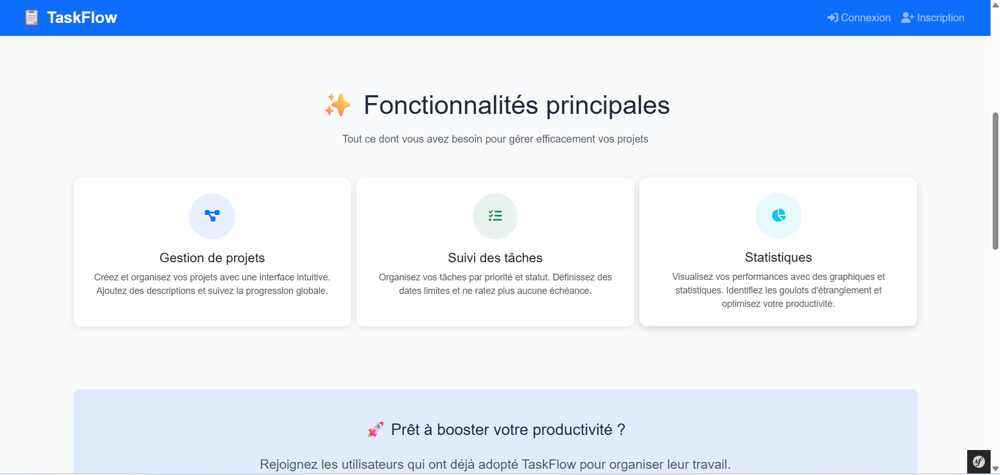 TaskFlow
Connexion
Inscription
Fonctionnalités principales
Tout ce dont vous avez besoin pour gérer efficacement vos projets
Gestion de projets
Créez et organisez vos projets avec une interface intuitive.
Ajoutez des descriptions et suivez la progression globale.
Suivi des tâches
Organisez vos tâches par priorité et statut. Définissez des
dates limites et ne ratez plus aucune échéance.
Statistiques
Visualisez vos performances avec des graphiques et
statistiques. Identifiez les goulots d'étranglement et
optimisez votre productivité.
Prêt à booster votre productivité ?
Rejoignez les utilisateurs qui ont déjà adopté TaskFlow pour organiser leur travail.
sf